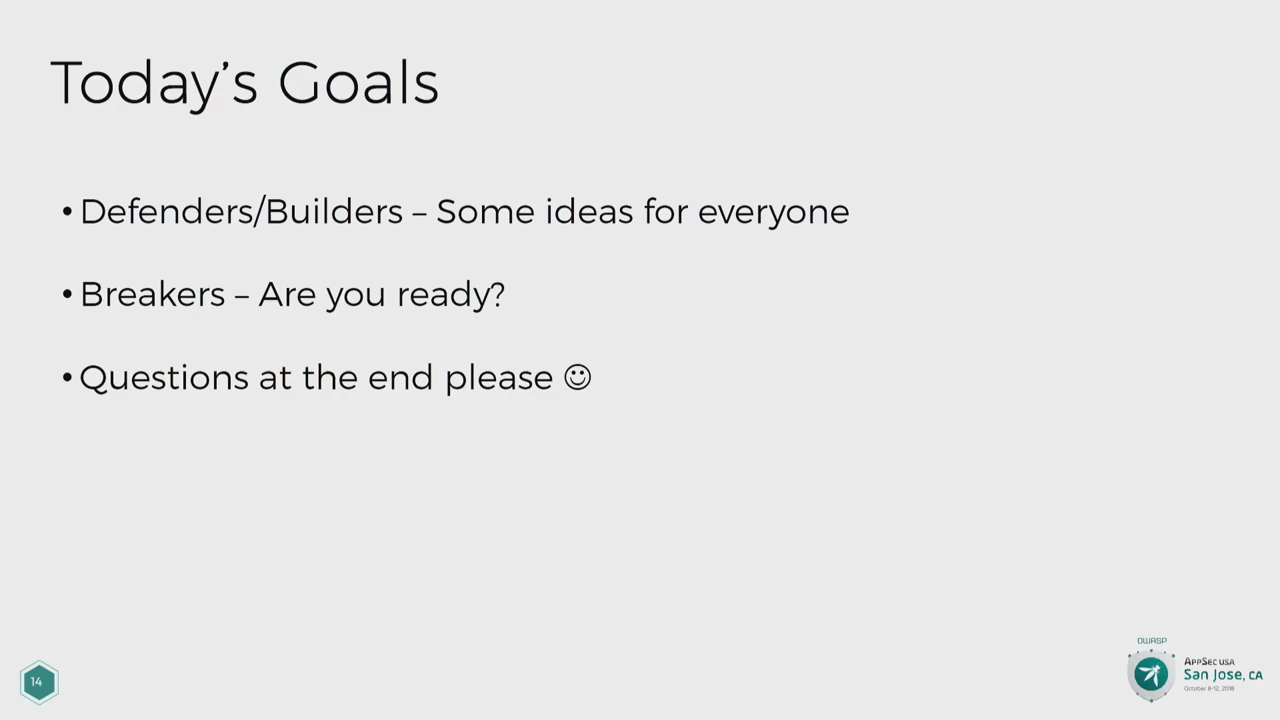 Today's Goals
• Defenders/Builders – Some ideas for everyone
• Breakers – Are you ready?
• Questions at the end please ☺
14
OWASP
AppSec USA
San Jose, CA
October 8-12, 2018